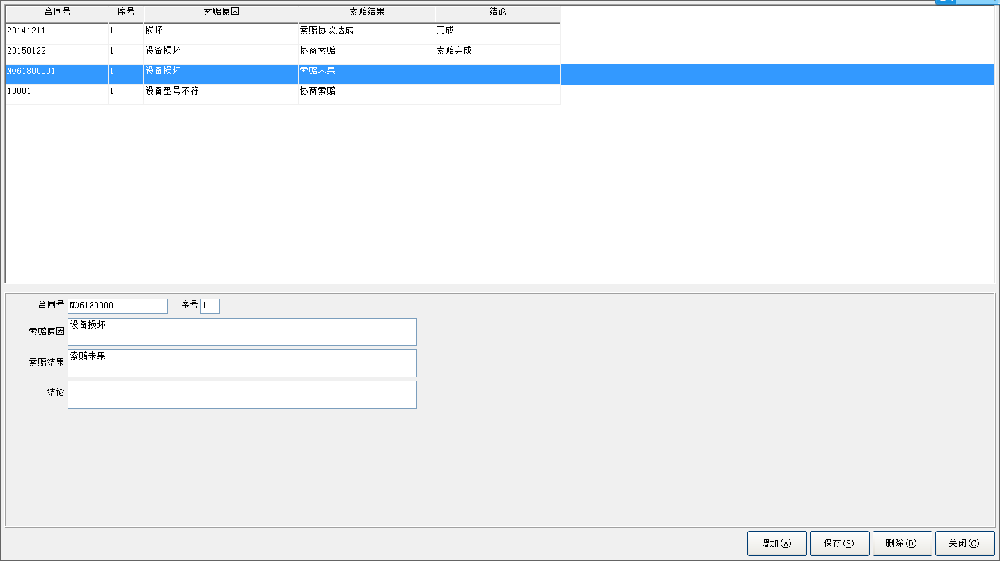 合同号 序号 索赔原因 索赔结果 结论
20141211 1 损坏 索赔协议达成 完成
20150122 1 设备损坏 协商索赔 索赔完成
NO61800001 1 设备损坏 索赔未果
10001 1 设备型号不符 协商索赔
合同号 NO61800001 序号 1
索赔原因 设备损坏
索赔结果 索赔未果
结论
增加(A) 保存(S) 删除(D) 关闭(C)